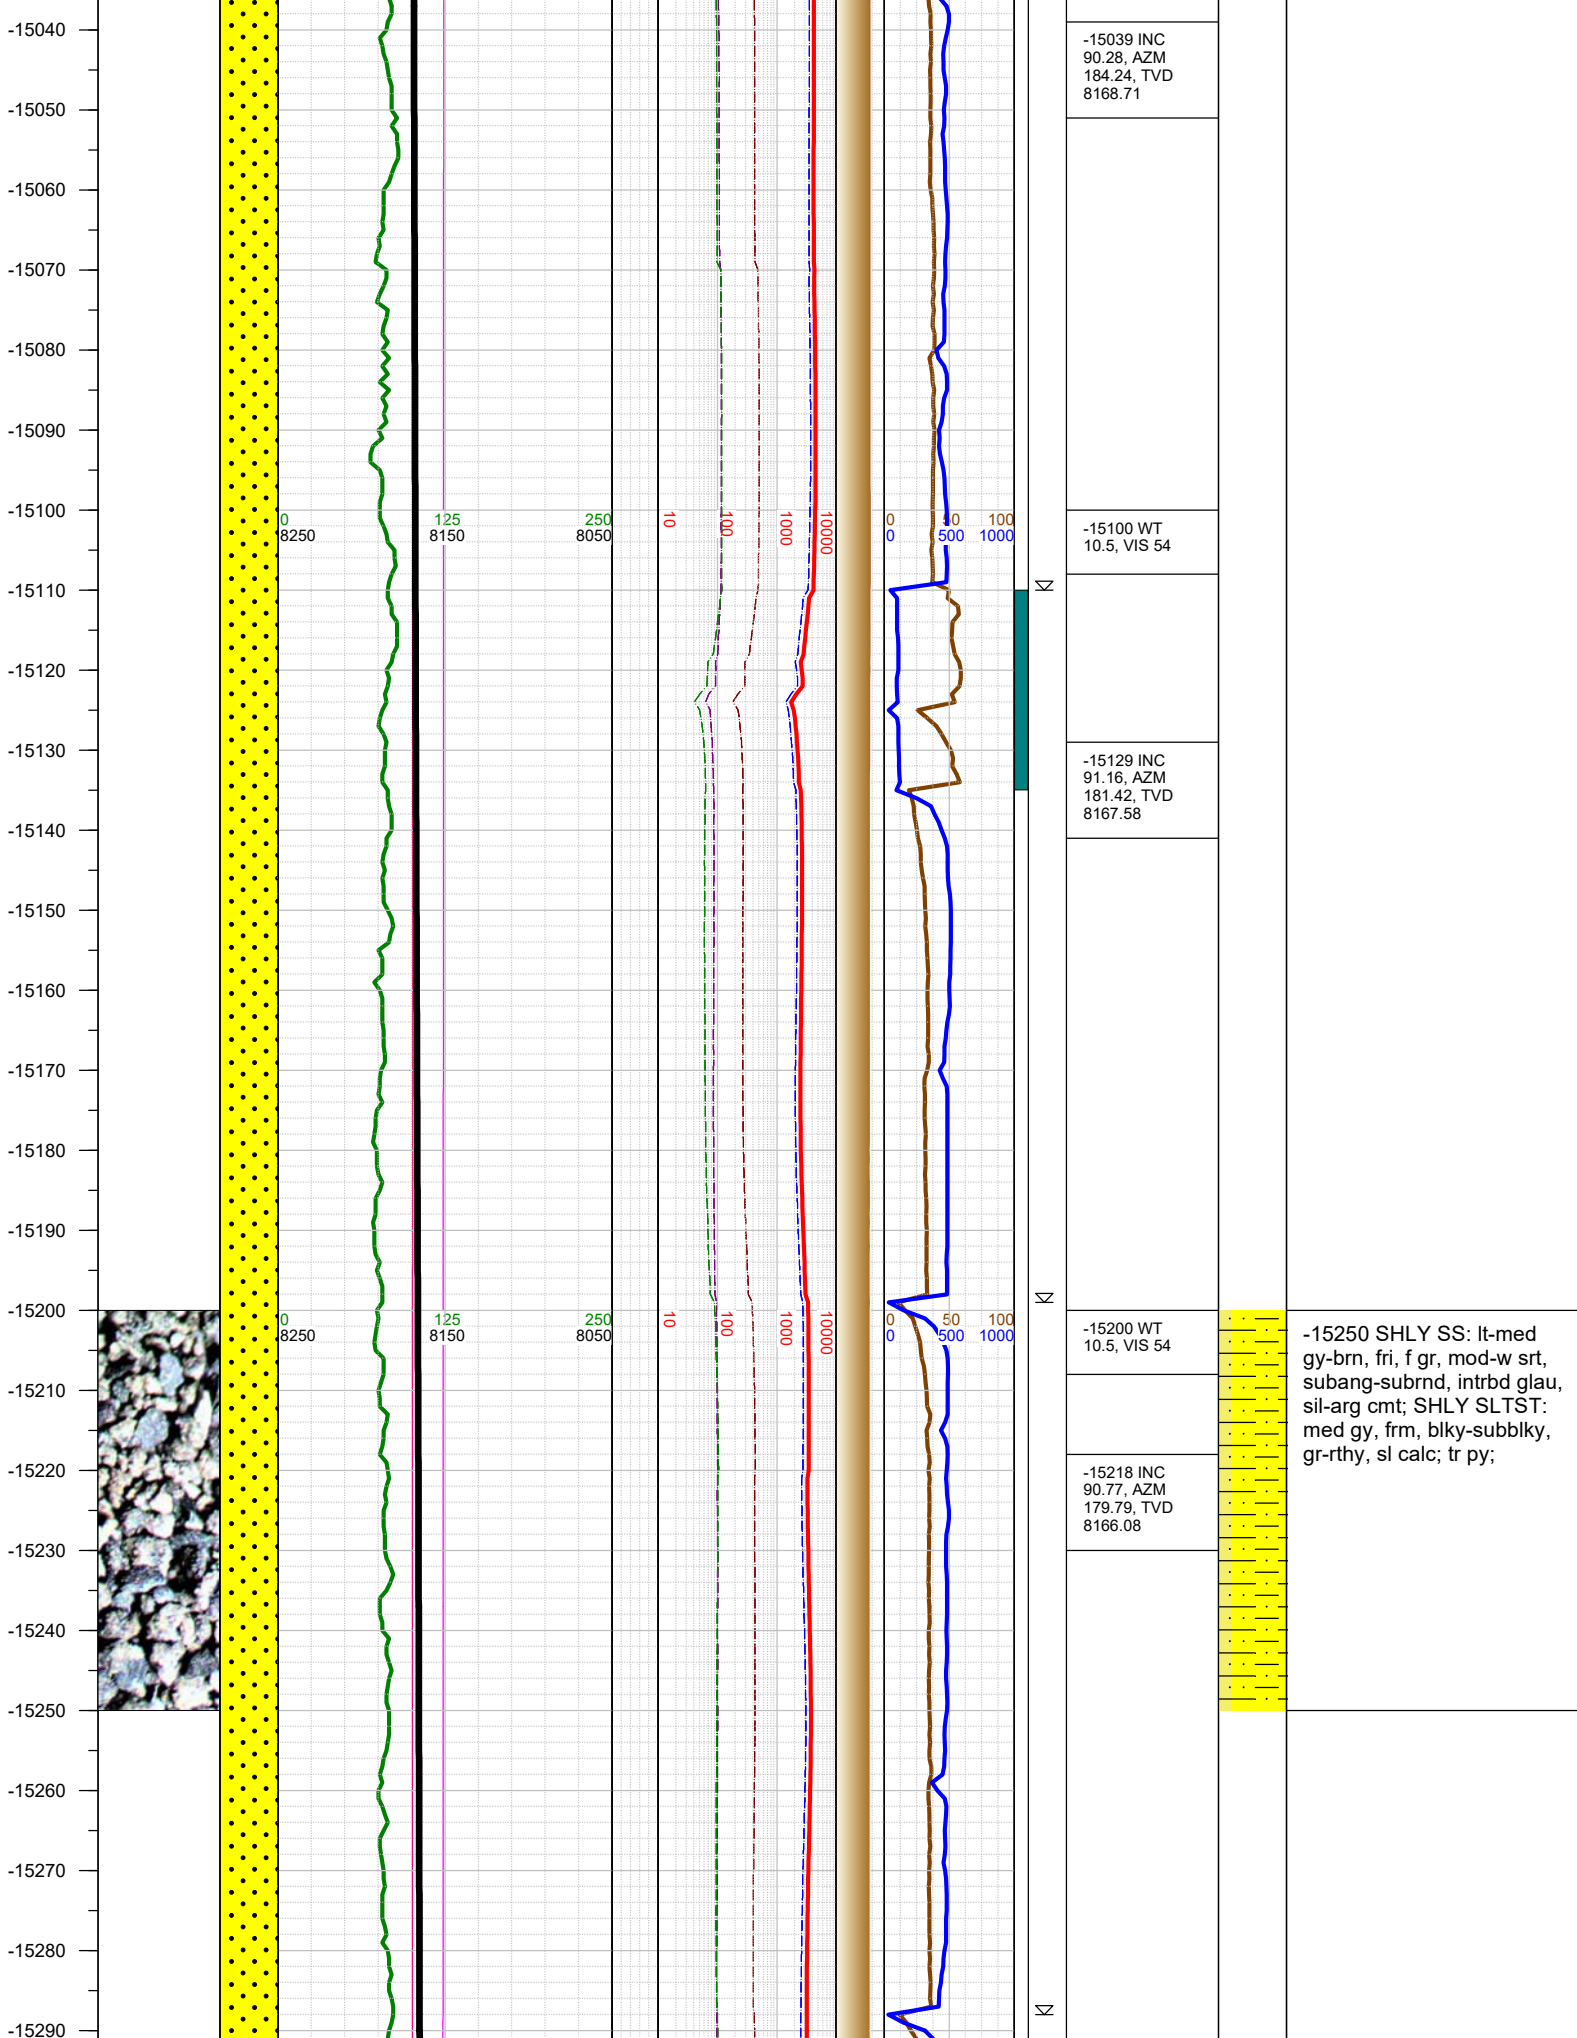 -15040
-15039 INC
90.28, AZM
184.24, TVD
8168.71
-15050
-15060
-15070
-15080
-15090
-15100
0 125 250
8250 8150 8050
10 100 1000 10000
0 50 100
0 500 1000
-15100 WT
10.5, VIS 54
-15110
-15120
-15130
-15129 INC
91.16, AZM
181.42, TVD
8167.58
-15140
-15150
-15160
-15170
-15180
-15190
-15200
0 125 250
8250 8150 8050
10 100 1000 10000
0 50 100
0 500 1000
-15200 WT
10.5, VIS 54
-15250 SHLY SS: lt-med
gy-brn, fri, f gr, mod-w srt,
subang-subrnd, intrbd glau,
sil-arg cmt; SHLY SLTST:
med gy, frm, blky-subblky,
gr-rthy, sl calc; tr py;
-15210
-15220
-15218 INC
90.77, AZM
179.79, TVD
8166.08
-15230
-15240
-15250
-15260
-15270
-15280
-15290